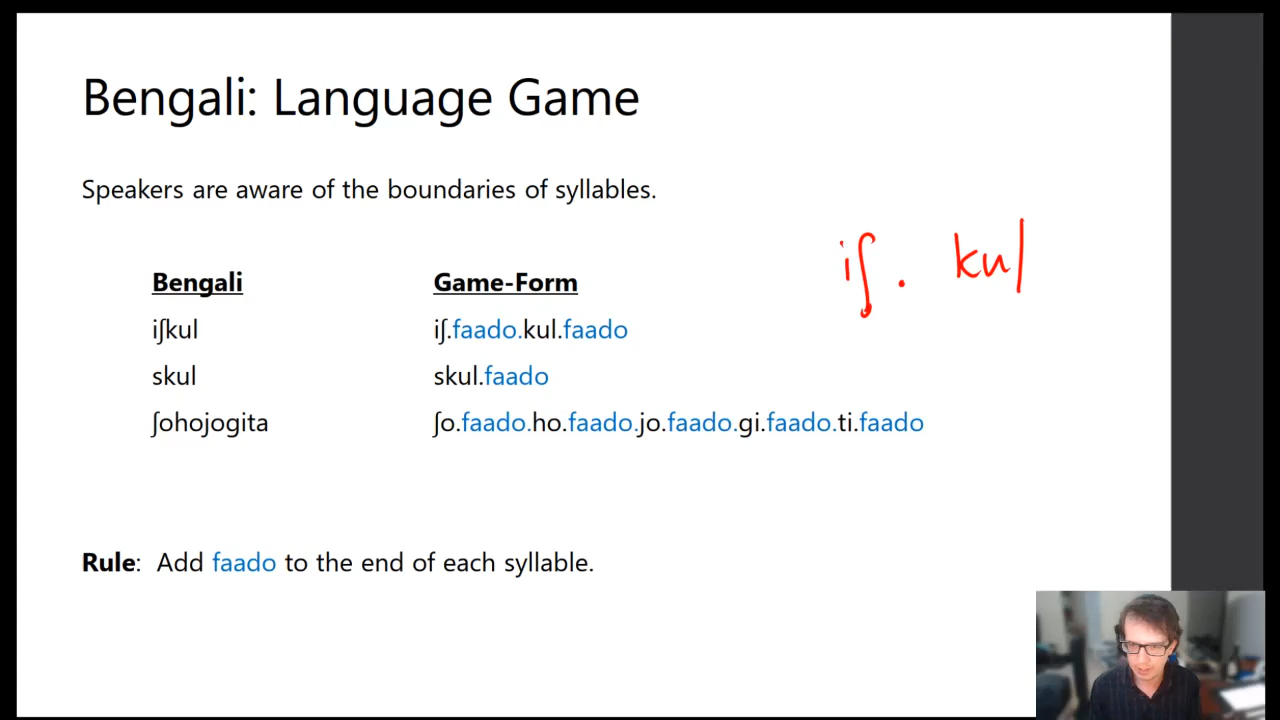 Bengali: Language Game
Speakers are aware of the boundaries of syllables.
iʃ . kul
Bengali Game-Form
iʃkul iʃ.faado.kul.faado
skul skul.faado
ʃohojogita ʃo.faado.ho.faado.jo.faado.gi.faado.ti.faado
Rule: Add faado to the end of each syllable.